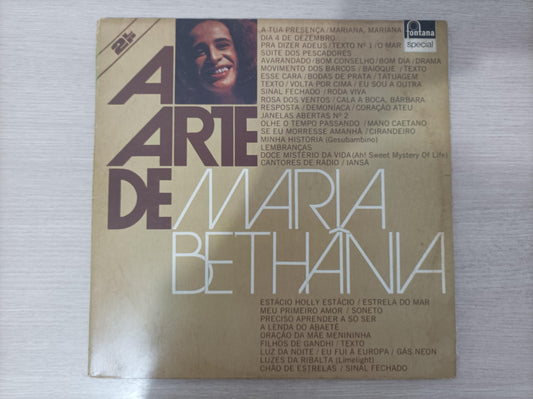 fontana
special
A ARTE DE
MARIA BETHÂNIA
A TUA PRESENÇA / MARIANA, MARIANA
DIA 4 DE DEZEMBRO
PRA DIZER ADEUS / TEXTO Nº 1 / O MAR
SUITE DOS PESCADORES
AVARANDADO / BOM CONSELHO / BOM DIA / DRAMA
MOVIMENTO DOS BARCOS / BAIOQUE / TEXTO
ESSE CARA / BODAS DE PRATA / TATUAGEM
TEXTO / VOLTA POR CIMA / EU SOU A OUTRA
SINAL FECHADO / RODA VIVA
ROSA DOS VENTOS / CALA A BOCA, BÁRBARA
RESPOSTA / DEMONÍACA / CORAÇÃO ATEU
JANELAS ABERTAS Nº 2
OLHE O TEMPO PASSANDO / MANO CAETANO
SE EU MORRESSE AMANHÃ / CIRANDEIRO
MINHA HISTÓRIA (Gesubambino)
LEMBRANÇAS
DOCE MISTÉRIO DA VIDA (Ah! Sweet Mystery Of Life)
CANTORES DE RÁDIO / IANSÃ
ESTÁCIO HOLLY ESTÁCIO / ESTRELA DO MAR
MEU PRIMEIRO AMOR / SONETO
PRECISO APRENDER A SÓ SER
A LENDA DO ABAETÉ
ORAÇÃO DA MÃE MENININHA
FILHOS DE GANDHI / TEXTO
LUZ DA NOITE / EU FUI À EUROPA / GÁS NEON
LUZES DA RIBALTA (Limelight)
CHÃO DE ESTRELAS / SINAL FECHADO